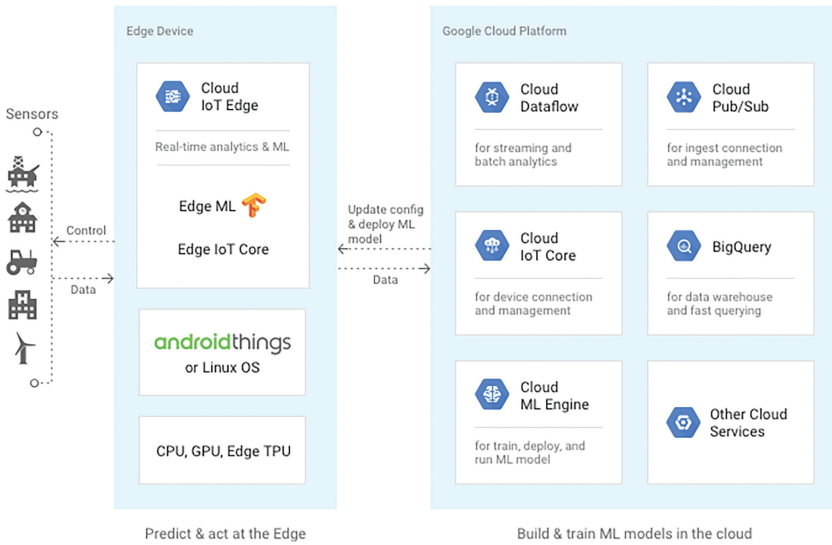 Edge Device
Google Cloud Platform
Sensors
Control
Data
Cloud
IoT Edge
Real-time analytics & ML
Edge ML
Edge IoT Core
androidthings
or Linux OS
CPU, GPU, Edge TPU
Update config
& deploy ML
model
Data
Cloud
Dataflow
for streaming and
batch analytics
Cloud
Pub/Sub
for ingest connection
and management
Cloud
IoT Core
for device connection
and management
BigQuery
for data warehouse
and fast querying
Cloud
ML Engine
for train, deploy, and
run ML model
Other Cloud
Services
Predict & act at the Edge
Build & train ML models in the cloud